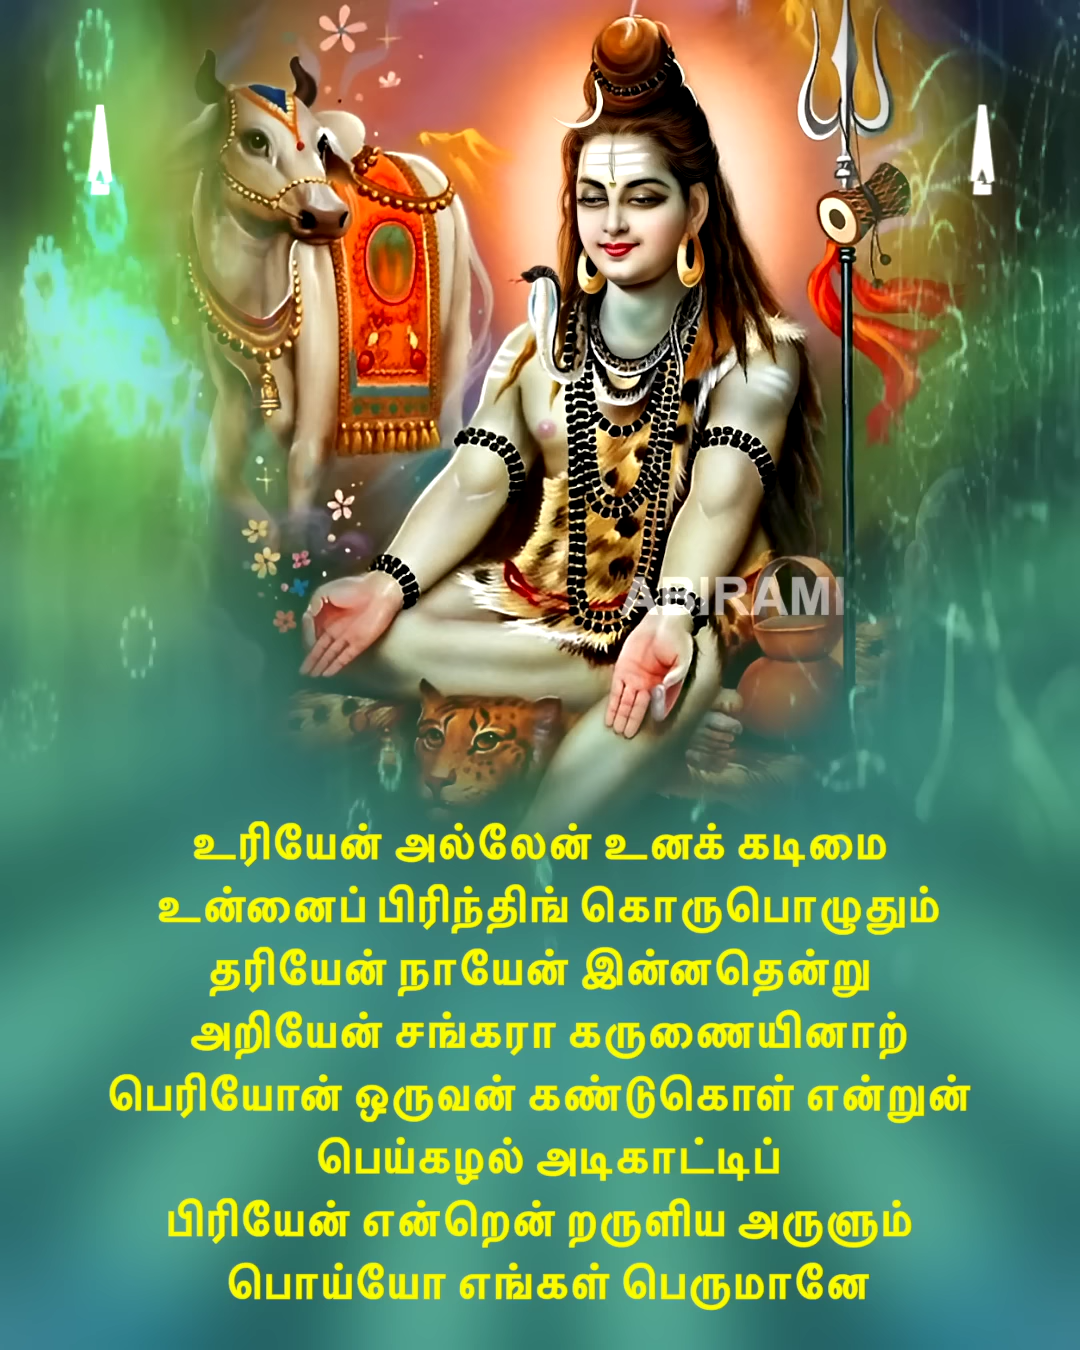 ABIRAMI
உரியேன் அல்லேன் உனக் கடிமை
உன்னைப் பிரிந்திங் கொருபொழுதும்
தரியேன் நாயேன் இன்னதென்று
அறியேன் சங்கரா கருணையினாற்
பெரியோன் ஒருவன் கண்டுகொள் என்றுன்
பெய்கழல் அடிகாட்டிப்
பிரியேன் என்றென் றருளிய அருளும்
பொய்யோ எங்கள் பெருமானே